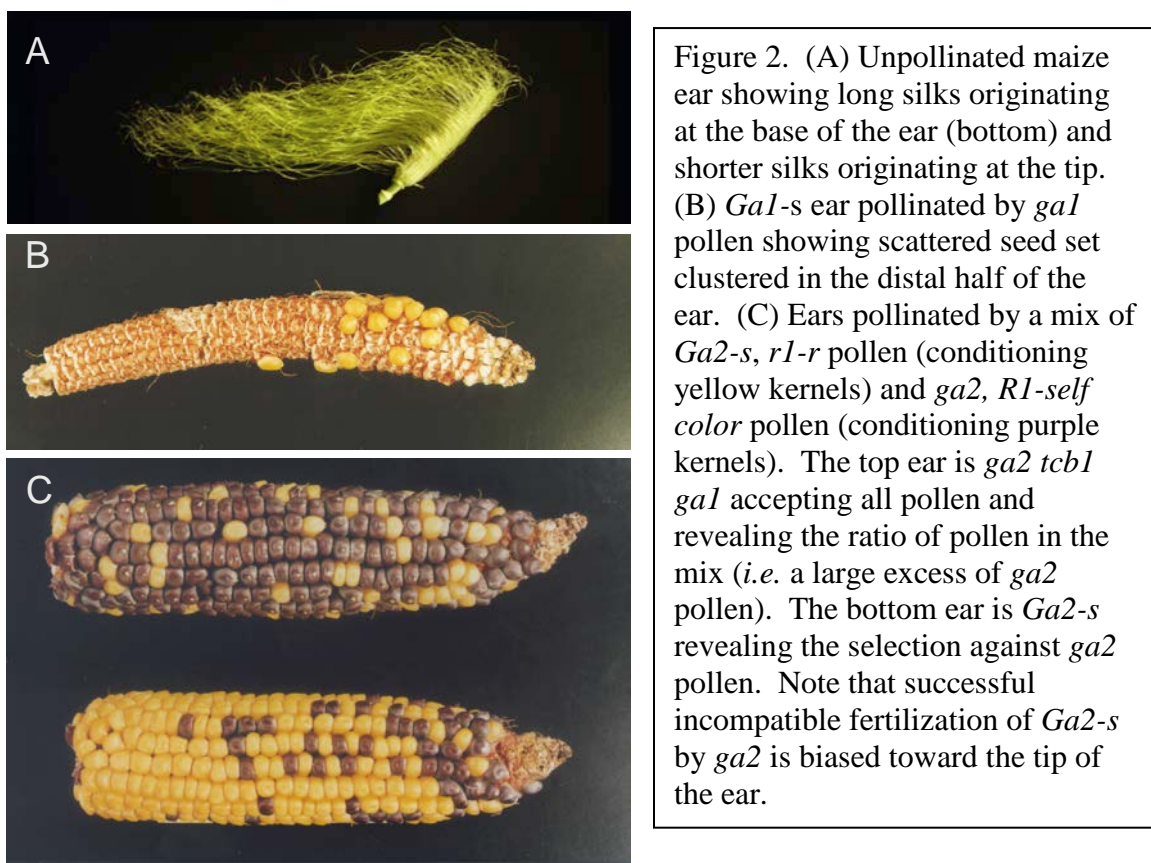 A
B
C
Figure 2. (A) Unpollinated maize
ear showing long silks originating
at the base of the ear (bottom) and
shorter silks originating at the tip.
(B) Ga1-s ear pollinated by ga1
pollen showing scattered seed set
clustered in the distal half of the
ear. (C) Ears pollinated by a mix of
Ga2-s, r1-r pollen (conditioning
yellow kernels) and ga2, R1-self
color pollen (conditioning purple
kernels). The top ear is ga2 tcb1
ga1 accepting all pollen and
revealing the ratio of pollen in the
mix (i.e. a large excess of ga2
pollen). The bottom ear is Ga2-s
revealing the selection against ga2
pollen. Note that successful
incompatible fertilization of Ga2-s
by ga2 is biased toward the tip of
the ear.